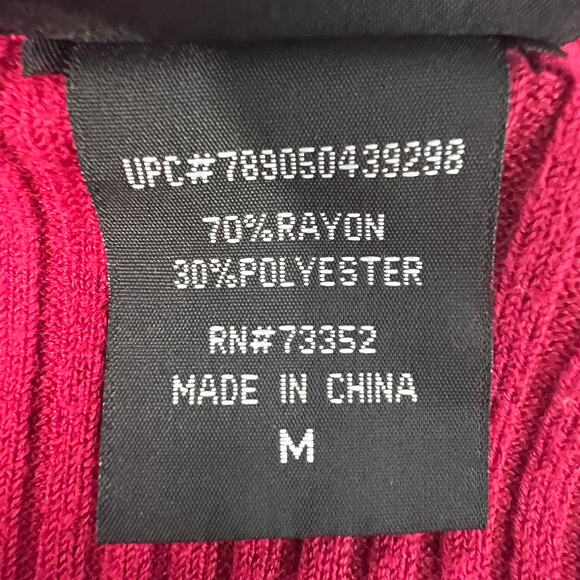 UPC#789050439298
70%RAYON
30%POLYESTER
RN#73352
MADE IN CHINA
M